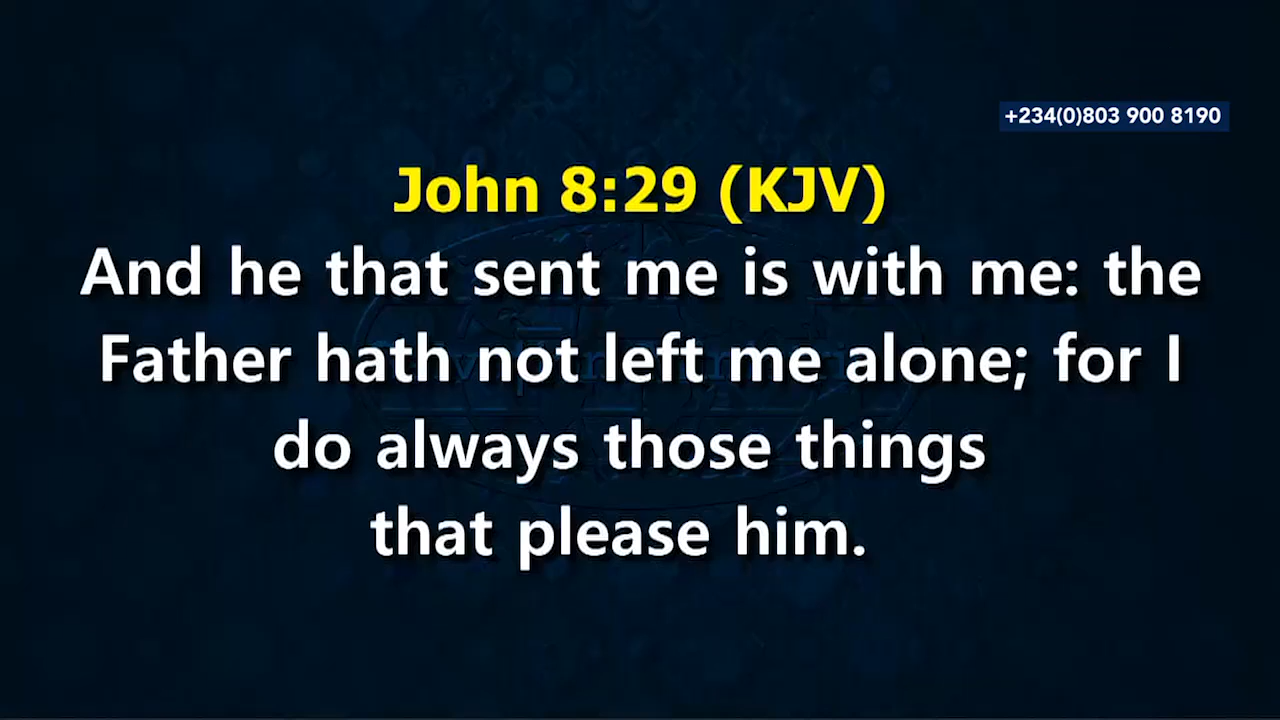 +234(0)803 900 8190
John 8:29 (KJV)
And he that sent me is with me: the
Father hath not left me alone; for I
do always those things
that please him.